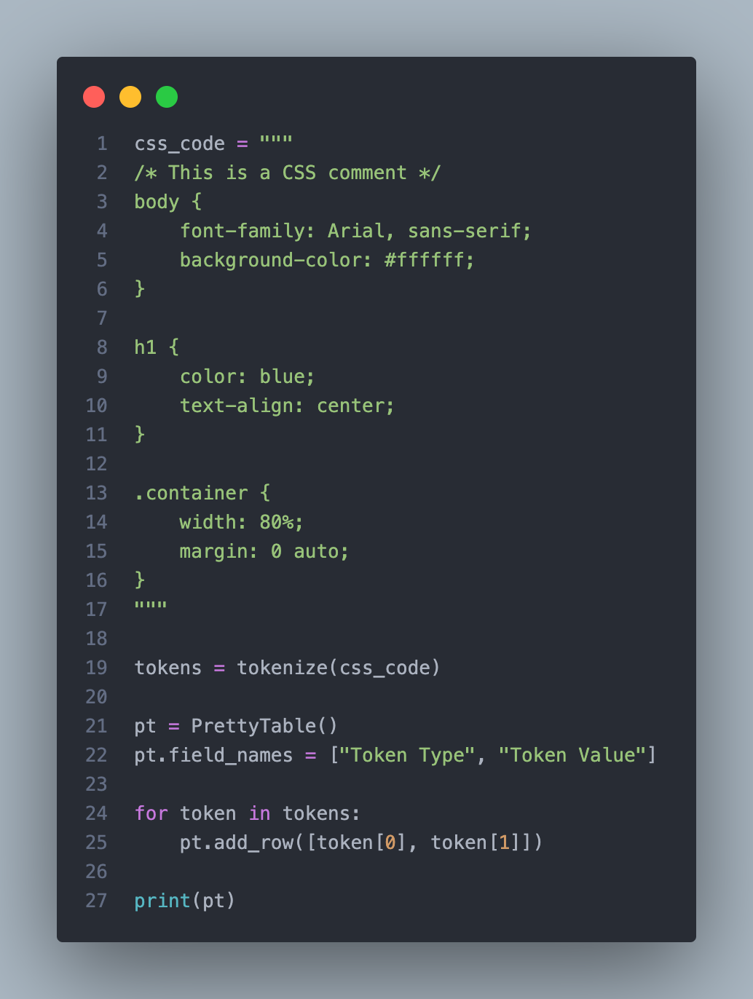 1 css_code = """
2 /* This is a CSS comment */
3 body {
4     font-family: Arial, sans-serif;
5     background-color: #ffffff;
6 }
7
8 h1 {
9     color: blue;
10     text-align: center;
11 }
12
13 .container {
14     width: 80%;
15     margin: 0 auto;
16 }
17 """
18
19 tokens = tokenize(css_code)
20
21 pt = PrettyTable()
22 pt.field_names = ["Token Type", "Token Value"]
23
24 for token in tokens:
25     pt.add_row([token[0], token[1]])
26
27 print(pt)